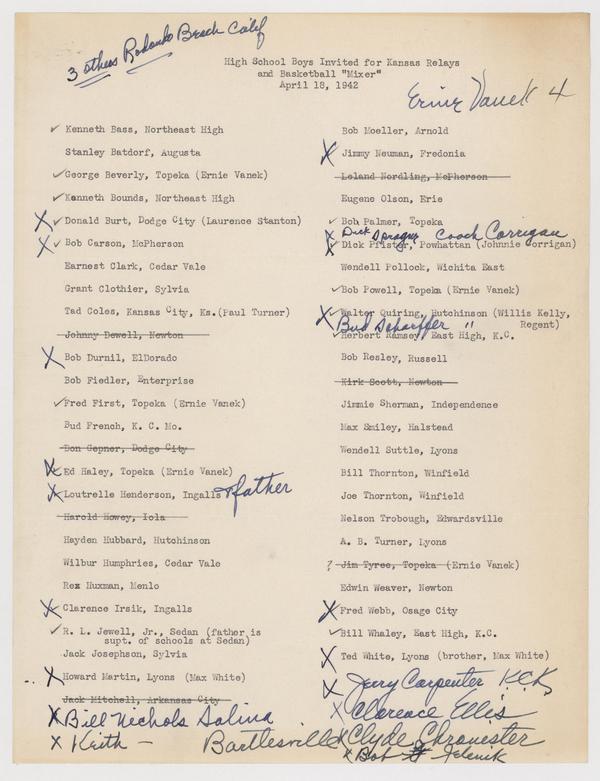 3 others Redondo Beach Calif
High School Boys Invited for Kansas Relays
and Basketball "Mixer"
April 18, 1942
Ernie Vanek 4
✓ Kenneth Bass, Northeast High
Stanley Batdorf, Augusta
✓ George Beverly, Topeka (Ernie Vanek)
✓ Kenneth Bounds, Northeast High
X ✓ Donald Burt, Dodge City (Laurence Stanton)
X ✓ Bob Carson, McPherson
Earnest Clark, Cedar Vale
Grant Clothier, Sylvia
Tad Coles, Kansas City, Ks.(Paul Turner)
Johnny Dewell, Newton
X Bob Durnil, ElDorado
Bob Fiedler, Enterprise
✓ Fred First, Topeka (Ernie Vanek)
Bud French, K. C. Mo.
Don Gepner, Dodge City
X ✓ Ed Haley, Topeka (Ernie Vanek)
X ✓ Loutrelle Henderson, Ingalls & father
Harold Howey, Iola
Hayden Hubbard, Hutchinson
Wilbur Humphries, Cedar Vale
Rex Huxman, Menlo
X ✓ Clarence Irsik, Ingalls
✓ R. L. Jewell, Jr., Sedan (father is
supt. of schools at Sedan)
Jack Josephson, Sylvia
X Howard Martin, Lyons (Max White)
Jack Mitchell, Arkansas City
X Bill Nichols Salina
X Keith — Bartlesville
Bob Moeller, Arnold
X Jimmy Neuman, Fredonia
Leland Nordling, McPherson
Eugene Olson, Erie
✓ Bob Palmer, Topeka
X Dick Sprague Coach Corrigan
✓ Dick Pfister, Powhattan (Johnnie Corrigan)
Wendell Pollock, Wichita East
✓ Bob Powell, Topeka (Ernie Vanek)
X ✓ Walter Quiring, Hutchinson (Willis Kelly,
Regent)
Bud Schaeffer "
✓ Herbert Ramsey, East High, K.C.
Bob Resley, Russell
Kirk Scott, Newton
Jimmie Sherman, Independence
Max Smiley, Halstead
Wendell Suttle, Lyons
Bill Thornton, Winfield
Joe Thornton, Winfield
Nelson Trobough, Edwardsville
A. B. Turner, Lyons
? Jim Tyree, Topeka (Ernie Vanek)
Edwin Weaver, Newton
X Fred Webb, Osage City
✓ Bill Whaley, East High, K.C.
X Ted White, Lyons (brother, Max White)
X Jerry Carpenter K.C.K
X Clarence Ellis
X Clyde Chronester
X Bob Jelenik